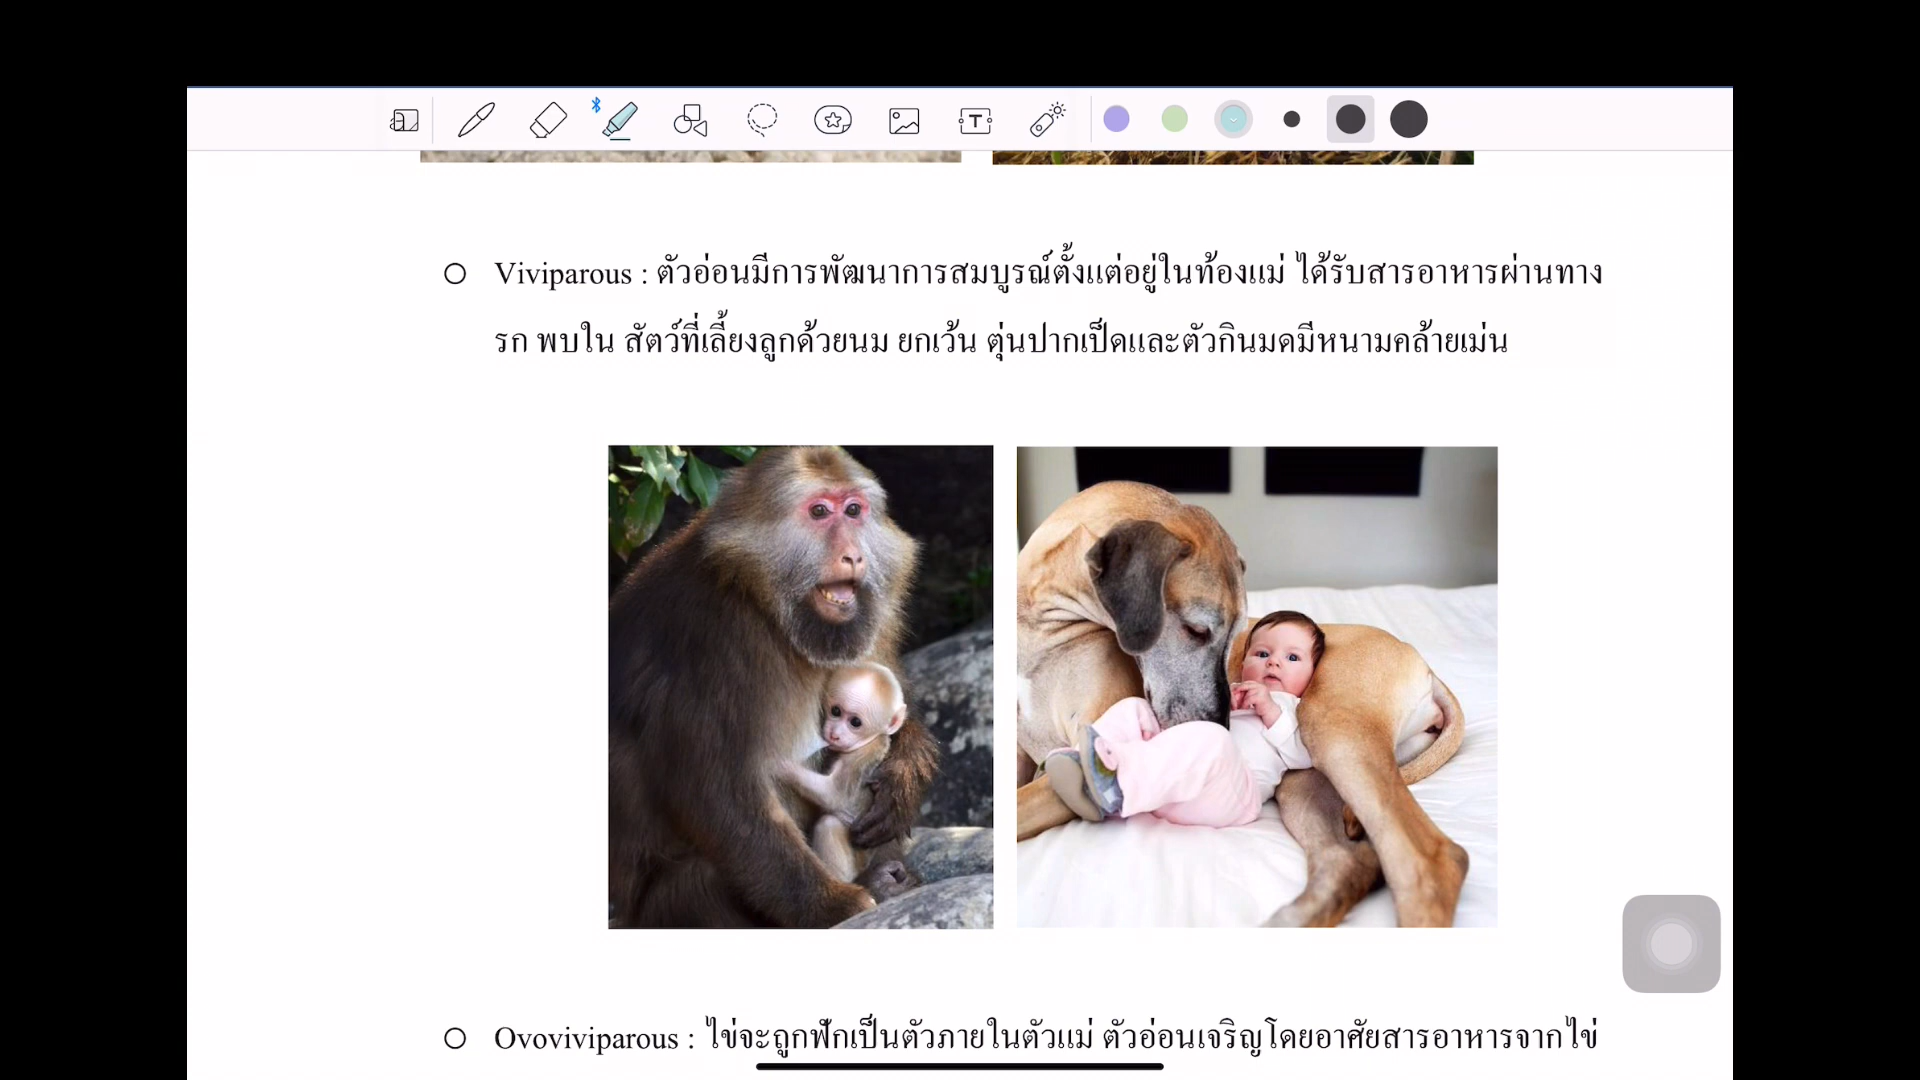 Viviparous : ตัวอ่อนมีการพัฒนาการสมบูรณ์ตั้งแต่อยู่ในท้องแม่ ได้รับสารอาหารผ่านทาง
รก พบใน สัตว์ที่เลี้ยงลูกด้วยนม ยกเว้น ตุ่นปากเป็ดและตัวกินมดมีหนามคล้ายเม่น
Ovoviviparous : ไข่จะถูกฟักเป็นตัวภายในตัวแม่ ตัวอ่อนเจริญโดยอาศัยสารอาหารจากไข่